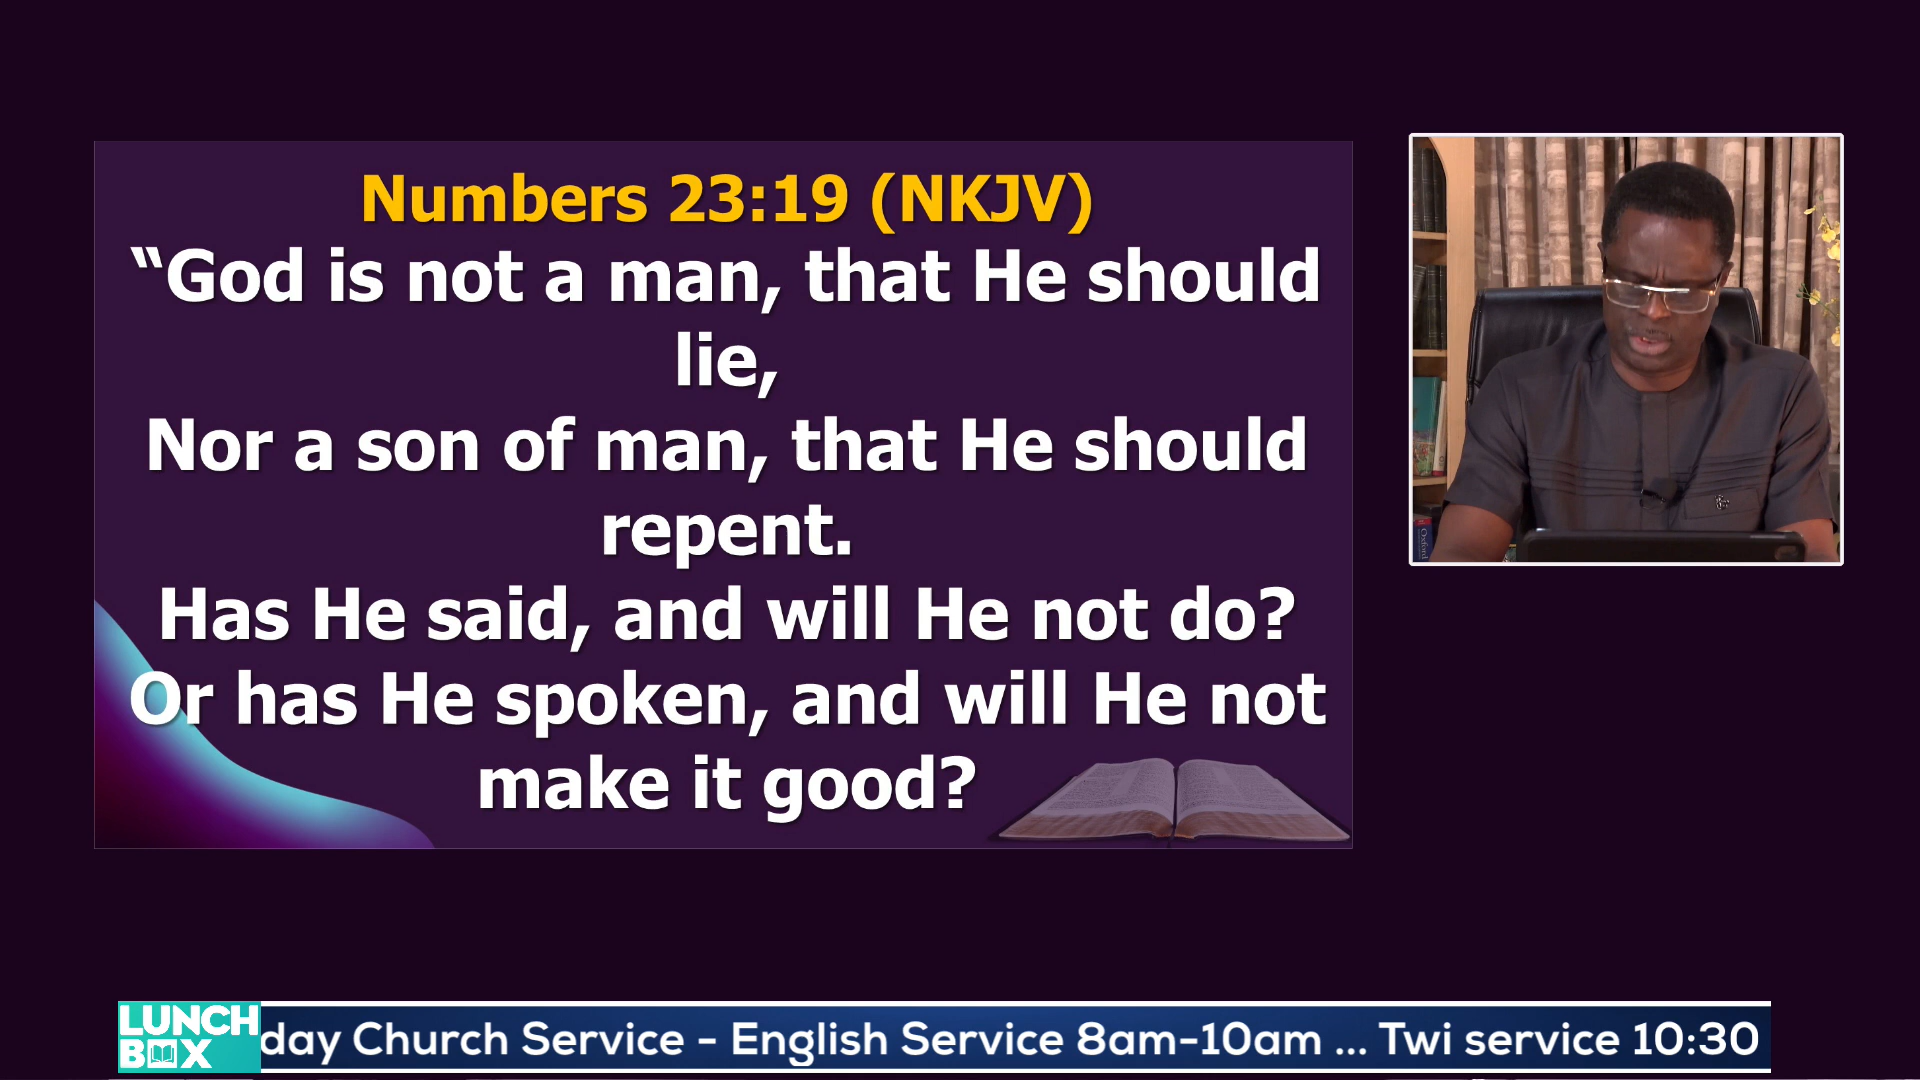 Numbers 23:19 (NKJV)
“God is not a man, that He should
lie,
Nor a son of man, that He should
repent.
Has He said, and will He not do?
Or has He spoken, and will He not
make it good?
Oxford
LUNCH
BOX
day Church Service - English Service 8am-10am ... Twi service 10:30